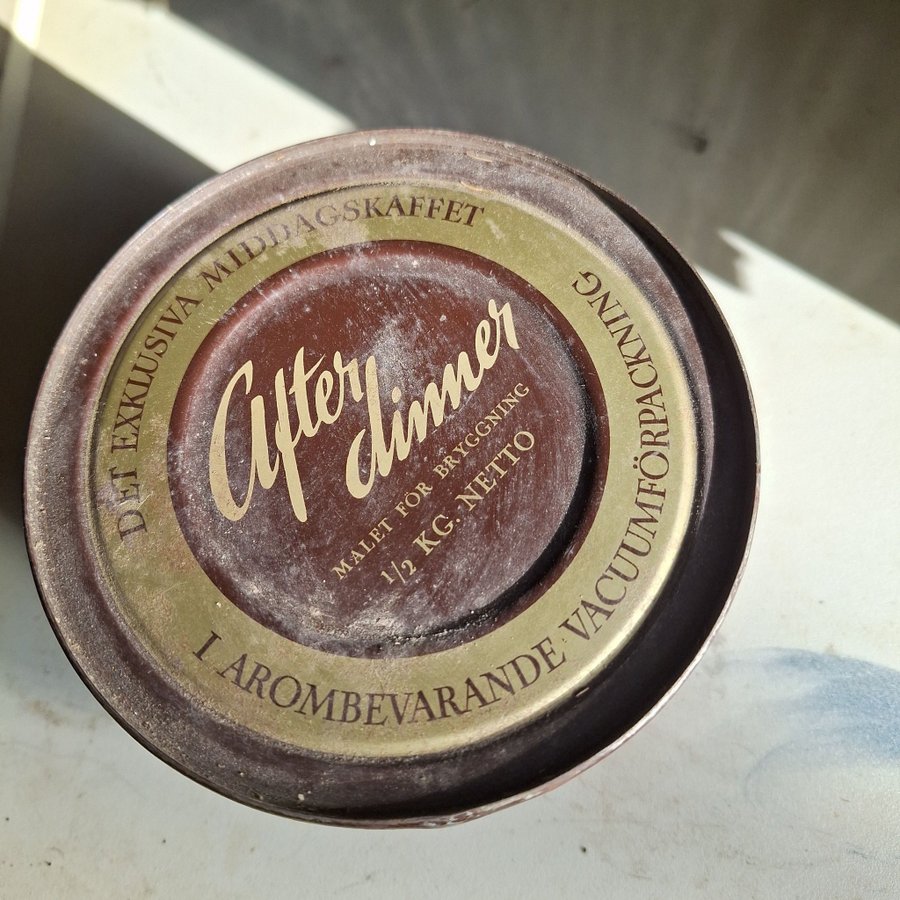 DET EXKLUSIVA MIDDAGSKAFFET
After
dinner
MALET FÖR BRYGGNING
1/2 KG. NETTO
I AROMBEVARANDE VACUUMFÖRPACKNING